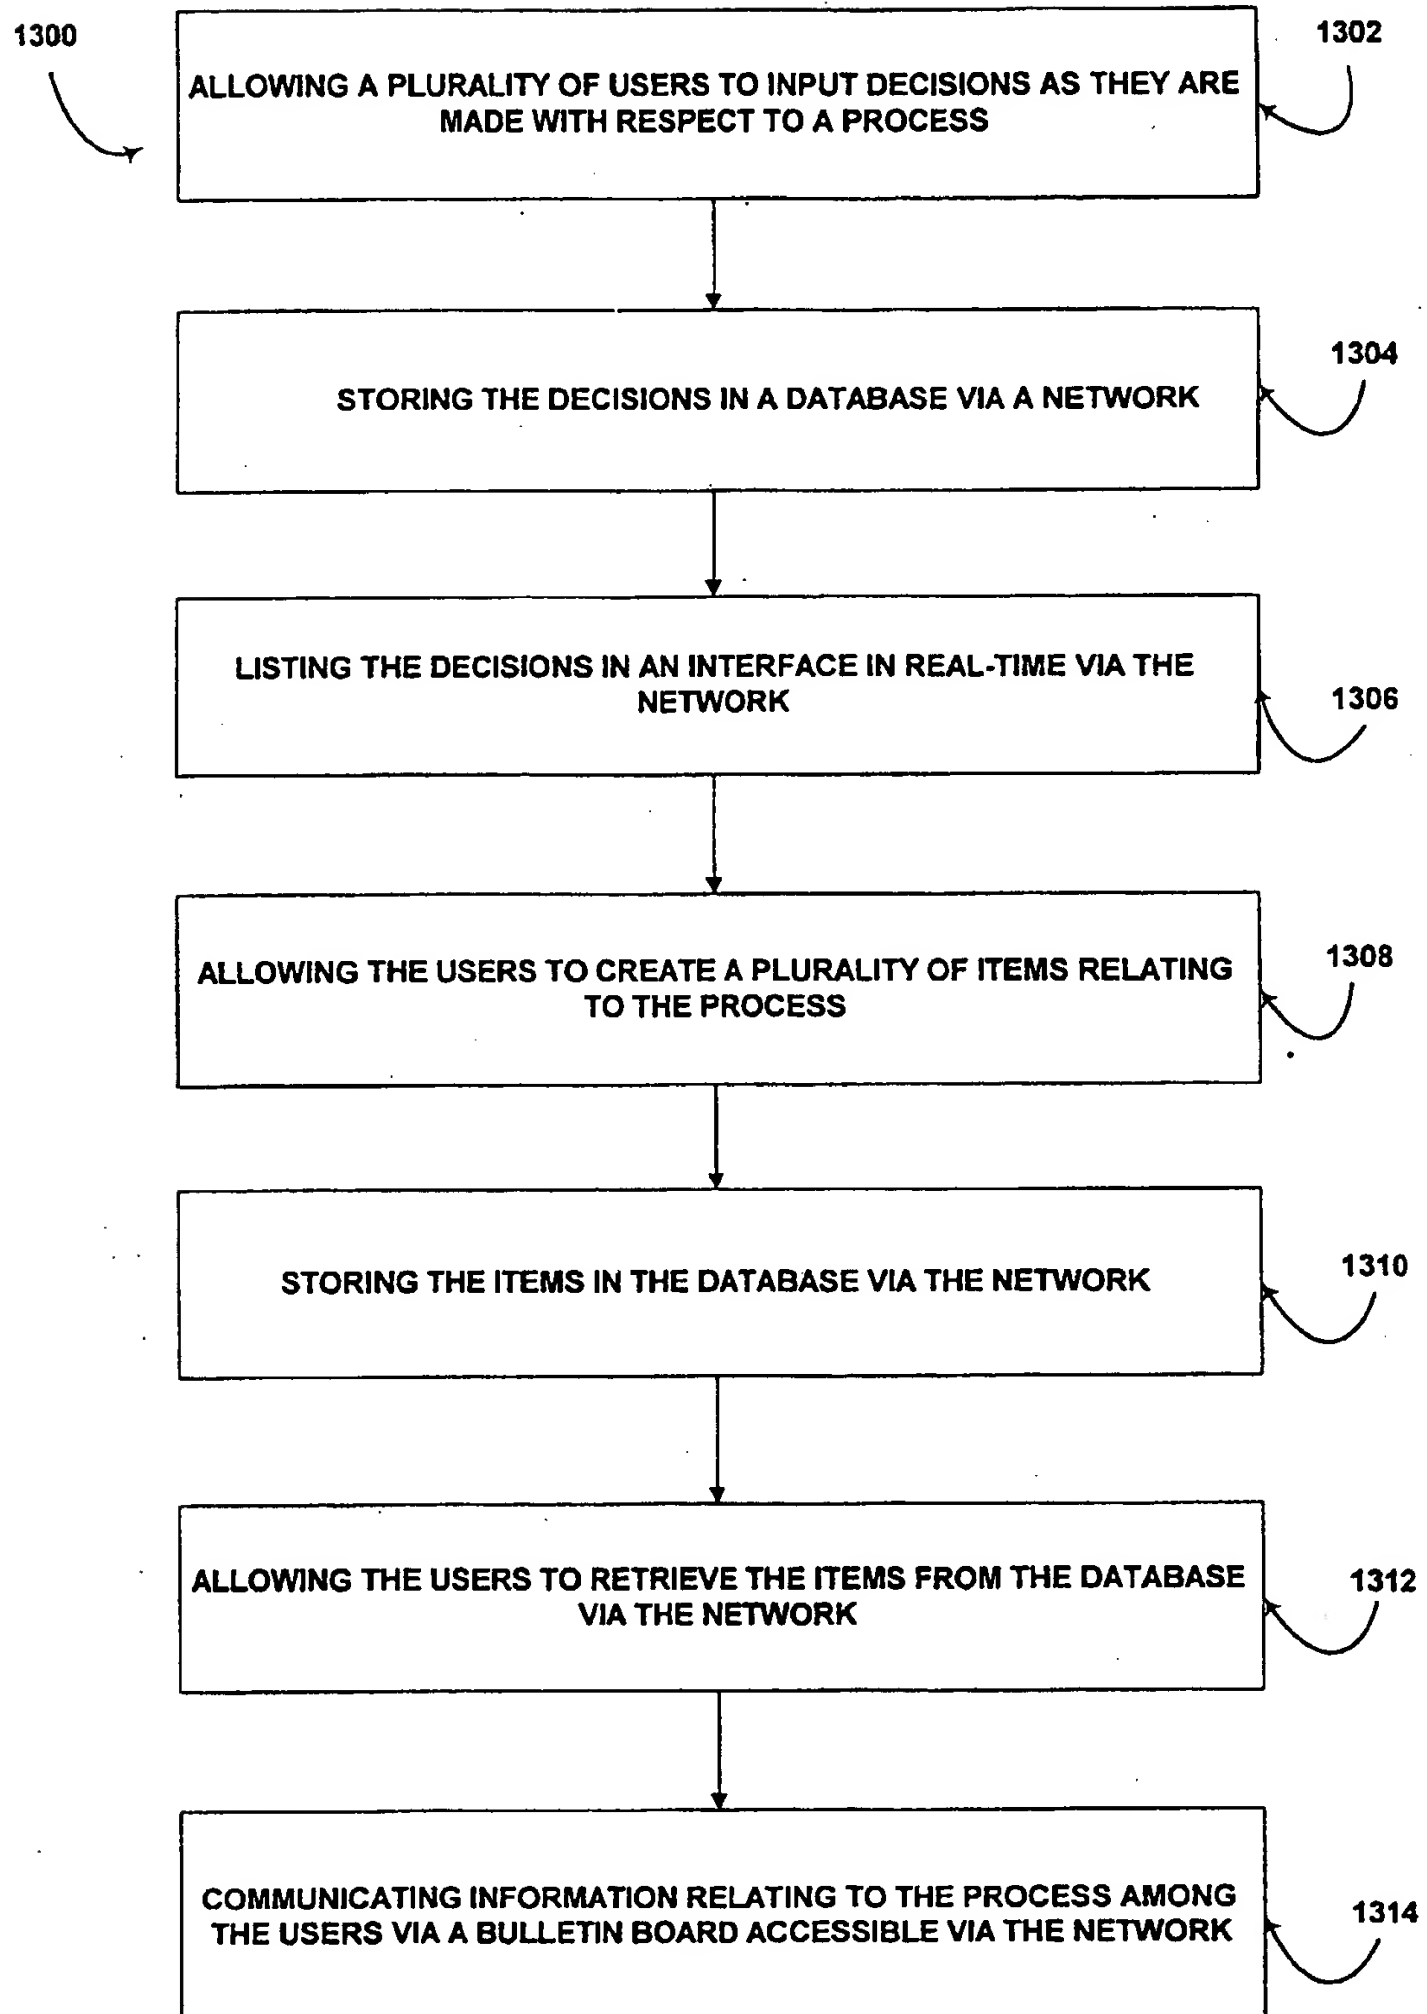 1300
1302
ALLOWING A PLURALITY OF USERS TO INPUT DECISIONS AS THEY ARE
MADE WITH RESPECT TO A PROCESS
1304
STORING THE DECISIONS IN A DATABASE VIA A NETWORK
LISTING THE DECISIONS IN AN INTERFACE IN REAL-TIME VIA THE
NETWORK
1306
ALLOWING THE USERS TO CREATE A PLURALITY OF ITEMS RELATING
TO THE PROCESS
1308
STORING THE ITEMS IN THE DATABASE VIA THE NETWORK
1310
ALLOWING THE USERS TO RETRIEVE THE ITEMS FROM THE DATABASE
VIA THE NETWORK
1312
COMMUNICATING INFORMATION RELATING TO THE PROCESS AMONG
THE USERS VIA A BULLETIN BOARD ACCESSIBLE VIA THE NETWORK
1314